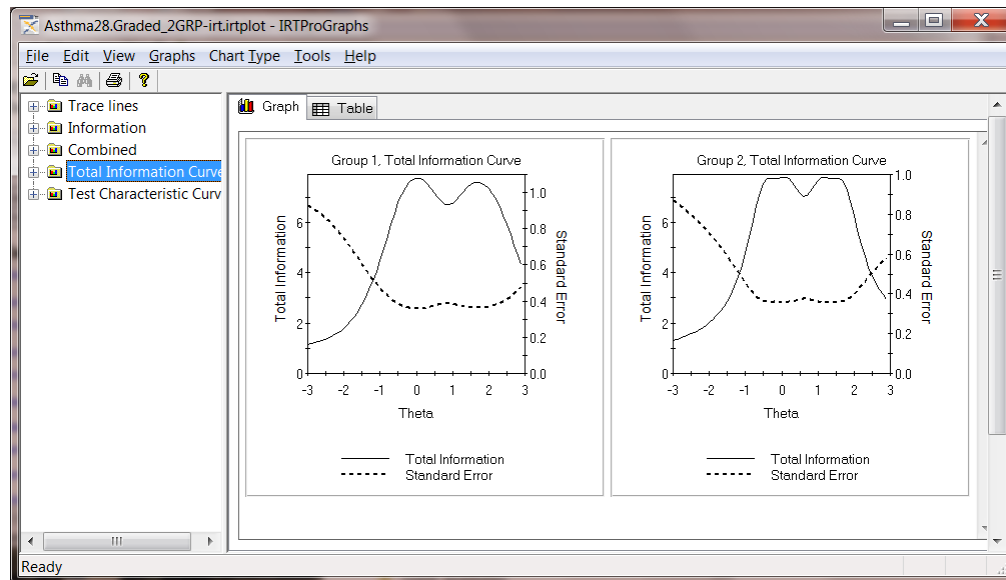 Asthma28.Graded_2GRP-irt.irtplot - IRTProGraphs
File Edit View Graphs Chart Type Tools Help
Trace lines
Information
Combined
Total Information Curve
Test Characteristic Curv
Graph Table
Group 1, Total Information Curve
Total Information
6
4
2
0
1.0
0.8
0.6
0.4
0.2
0.0
Standard Error
-3 -2 -1 0 1 2 3
Theta
Total Information
Standard Error
Group 2, Total Information Curve
Total Information
6
4
2
0
1.0
0.8
0.6
0.4
0.2
0.0
Standard Error
-3 -2 -1 0 1 2 3
Theta
Total Information
Standard Error
Ready